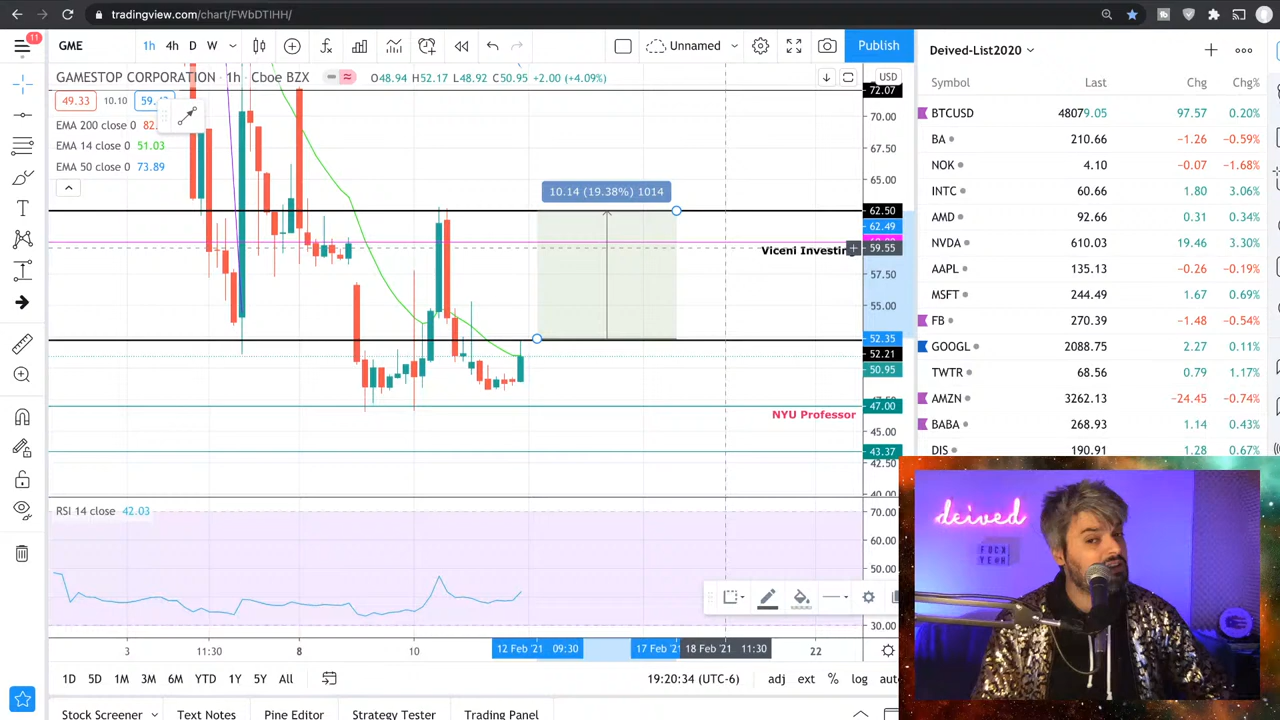 tradingview.com/chart/FWbDTIHH/
11
GME
1h 4h D W
Unnamed
Publish
GAMESTOP CORPORATION · 1h · Cboe BZX
O48.94 H52.17 L48.92 C50.95 +2.00 (+4.09%)
49.33 10.10
EMA 200 close 0
EMA 14 close 0 51.03
EMA 50 close 0 73.89
10.14 (19.38%) 1014
Viceni Investin
NYU Professor
USD
72.07
70.00
67.50
65.00
62.50
62.49
59.55
57.50
55.00
52.35
52.21
50.95
47.00
45.00
43.37
42.50
40.00
RSI 14 close 42.03
70.00
60.00
50.00
30.00
3 11:30 8 10 12 Feb '21 09:30 17 Feb '21 18 Feb '21 11:30 22
1D 5D 1M 3M 6M YTD 1Y 5Y All
19:20:34 (UTC-6)
adj ext % log
Stock Screener Text Notes Pine Editor Strategy Tester Trading Panel
Deived-List2020
Symbol Last Chg Chg%
BTCUSD 48079.05 97.57 0.20%
BA 210.66 −1.26 −0.59%
NOK 4.10 −0.07 −1.68%
INTC 60.66 1.80 3.06%
AMD 92.66 0.31 0.34%
NVDA 610.03 19.46 3.30%
AAPL 135.13 −0.26 −0.19%
MSFT 244.49 1.67 0.69%
FB 270.39 −1.48 −0.54%
GOOGL 2088.75 2.27 0.11%
TWTR 68.56 0.79 1.17%
AMZN 3262.13 −24.45 −0.74%
BABA 268.93 1.14 0.43%
DIS 190.91 1.28 0.67%
deived
FOCK
YEAH